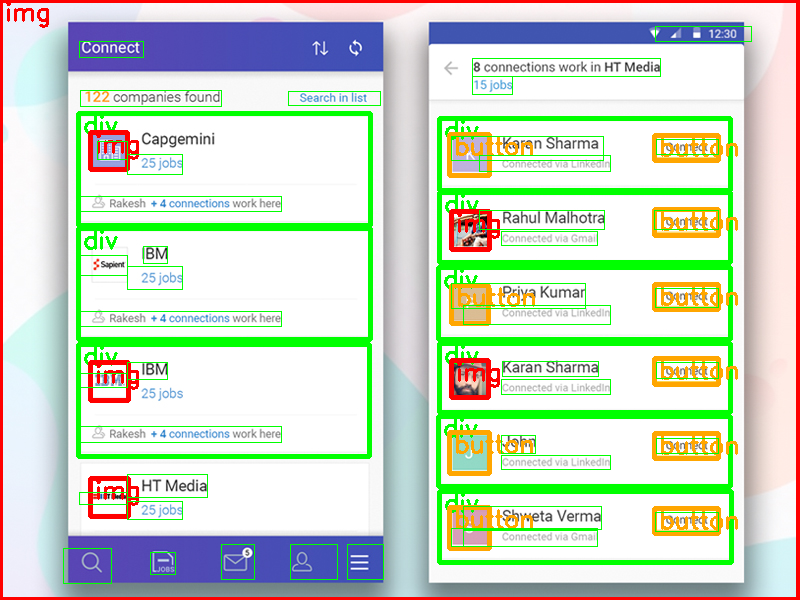 img
Connect
122 companies found
Search in list
div
img
Capgemini
25 jobs
Rakesh + 4 connections work here
div
Sapient
IBM
25 jobs
Rakesh + 4 connections work here
div
img
IBM
25 jobs
Rakesh + 4 connections work here
img
HT Media
25 jobs
JOBS
5
12:30
8 connections work in HT Media
15 jobs
div
button
Karan Sharma
Connected via LinkedIn
Connect
button
div
img
Rahul Malhotra
Connected via Gmail
Connect
button
div
button
Priya Kumar
Connected via LinkedIn
Connect
button
div
img
Karan Sharma
Connected via LinkedIn
Connect
button
div
button
J
John
Connected via LinkedIn
Connect
button
div
button
Shweta Verma
Connected via Gmail
Connect
button